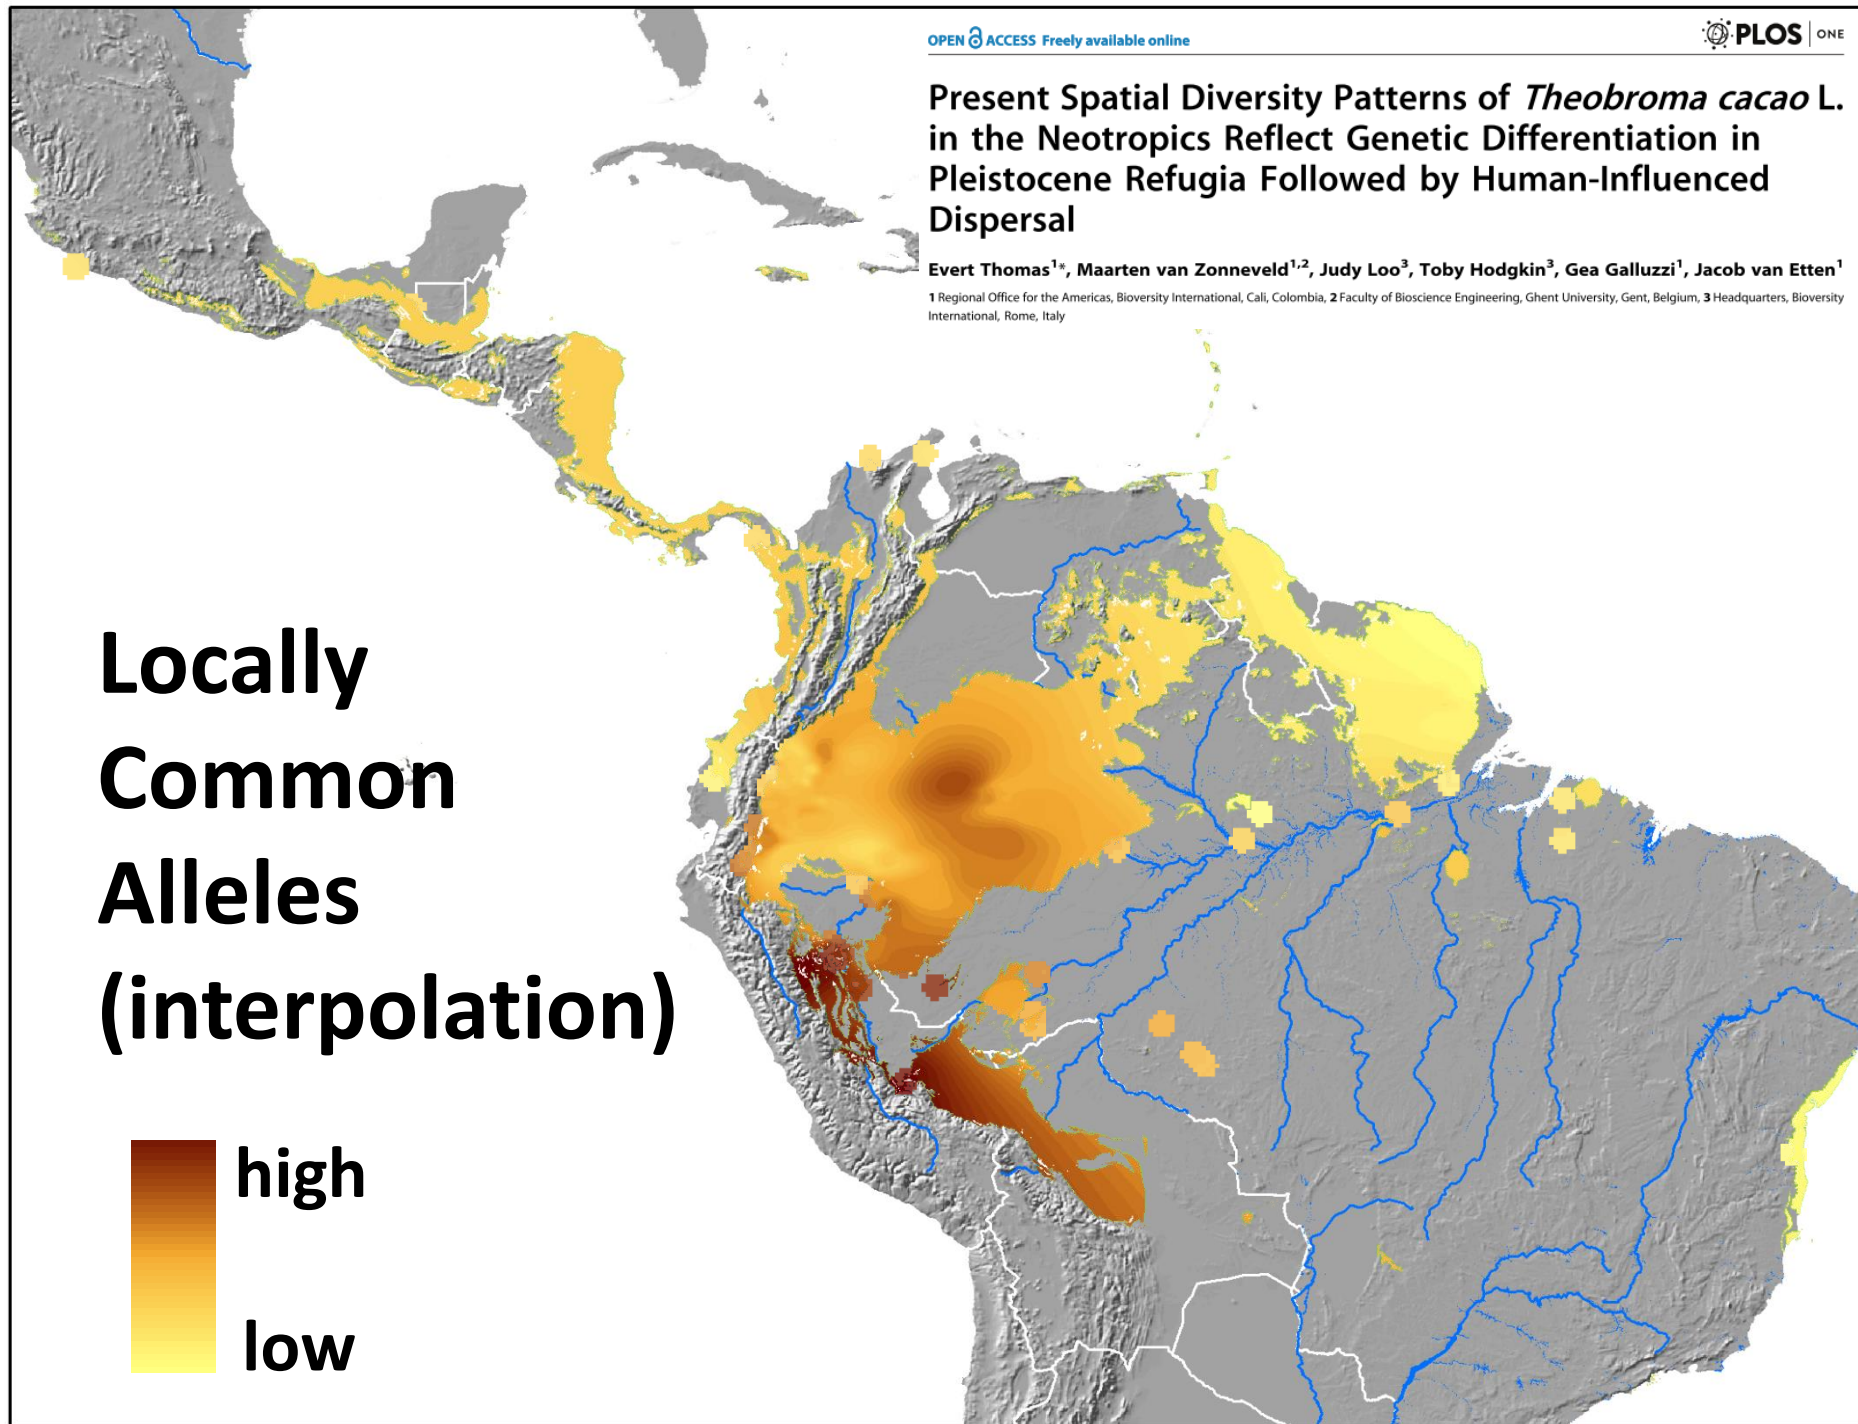 OPEN ACCESS Freely available online
PLOS ONE
Present Spatial Diversity Patterns of Theobroma cacao L.
in the Neotropics Reflect Genetic Differentiation in
Pleistocene Refugia Followed by Human-Influenced
Dispersal
Evert Thomas1*, Maarten van Zonneveld1,2, Judy Loo3, Toby Hodgkin3, Gea Galluzzi1, Jacob van Etten1
1 Regional Office for the Americas, Bioversity International, Cali, Colombia, 2 Faculty of Bioscience Engineering, Ghent University, Gent, Belgium, 3 Headquarters, Bioversity
International, Rome, Italy
Locally
Common
Alleles
(interpolation)
high
low